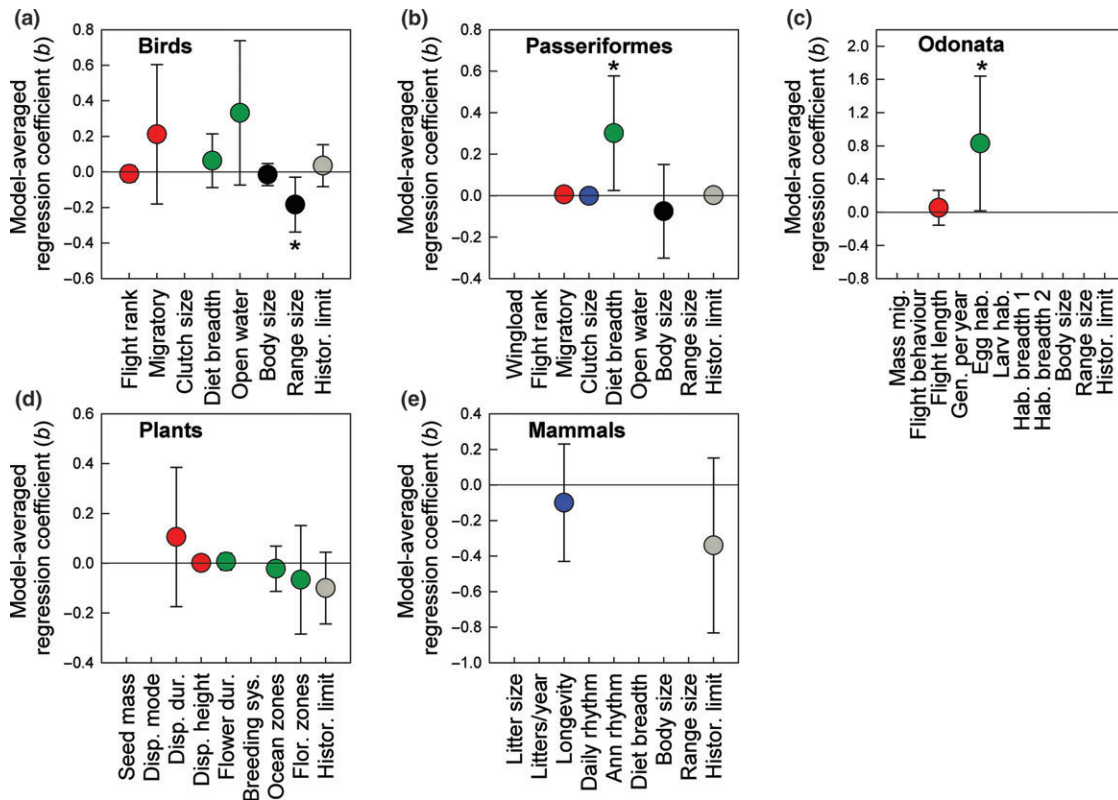 (a)
Birds
Model-averaged
regression coefficient (b)
0.8
0.6
0.4
0.2
0.0
−0.2
−0.4
−0.6
*
Flight rank
Migratory
Clutch size
Diet breadth
Open water
Body size
Range size
Histor. limit
(b)
Passeriformes
Model-averaged
regression coefficient (b)
0.8
0.6
0.4
0.2
0.0
−0.2
−0.4
*
Wingload
Flight rank
Migratory
Clutch size
Diet breadth
Open water
Body size
Range size
Histor. limit
(c)
Odonata
Model-averaged
regression coefficient (b)
2.0
1.6
1.2
0.8
0.4
0.0
−0.4
−0.8
*
Mass mig.
Flight behaviour
Flight length
Gen. per year
Egg hab.
Larv hab.
Hab. breadth 1
Hab. breadth 2
Body size
Range size
Histor. limit
(d)
Plants
Model-averaged
regression coefficient (b)
0.6
0.4
0.2
0.0
−0.2
−0.4
Seed mass
Disp. mode
Disp. dur.
Disp. height
Flower dur.
Breeding sys.
Ocean zones
Flor. zones
Histor. limit
(e)
Mammals
Model-averaged
regression coefficient (b)
0.4
0.2
0.0
−0.2
−0.4
−0.6
−0.8
−1.0
Litter size
Litters/year
Longevity
Daily rhythm
Ann rhythm
Diet breadth
Body size
Range size
Histor. limit